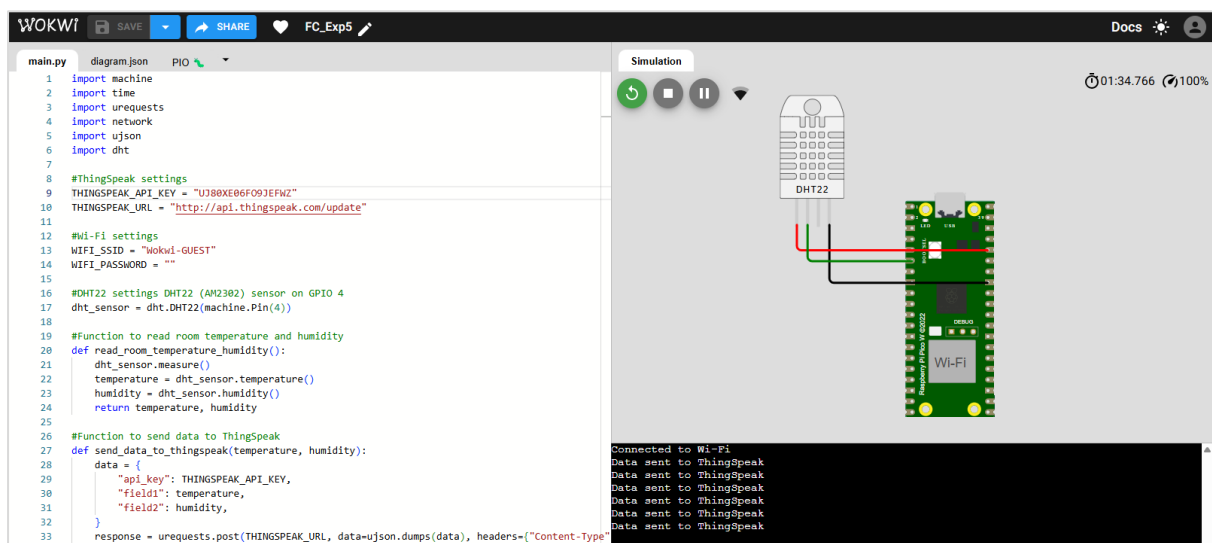 WOKWI SAVE SHARE FC_Exp5 Docs
main.py diagram.json PIO
Simulation
01:34.766 100%
1 import machine
2 import time
3 import urequests
4 import network
5 import ujson
6 import dht
7
8 #ThingSpeak settings
9 THINGSPEAK_API_KEY = "UJ80XE06FO9JEFWZ"
10 THINGSPEAK_URL = "http://api.thingspeak.com/update"
11
12 #Wi-Fi settings
13 WIFI_SSID = "Wokwi-GUEST"
14 WIFI_PASSWORD = ""
15
16 #DHT22 settings DHT22 (AM2302) sensor on GPIO 4
17 dht_sensor = dht.DHT22(machine.Pin(4))
18
19 #Function to read room temperature and humidity
20 def read_room_temperature_humidity():
21 dht_sensor.measure()
22 temperature = dht_sensor.temperature()
23 humidity = dht_sensor.humidity()
24 return temperature, humidity
25
26 #Function to send data to ThingSpeak
27 def send_data_to_thingspeak(temperature, humidity):
28 data = {
29 "api_key": THINGSPEAK_API_KEY,
30 "field1": temperature,
31 "field2": humidity,
32 }
33 response = urequests.post(THINGSPEAK_URL, data=ujson.dumps(data), headers={"Content-Type"
DHT22
LED USB
BOOTSEL
DEBUG
Raspberry Pi Pico W ©2022
Wi-Fi
Connected to Wi-Fi
Data sent to ThingSpeak
Data sent to ThingSpeak
Data sent to ThingSpeak
Data sent to ThingSpeak
Data sent to ThingSpeak
Data sent to ThingSpeak